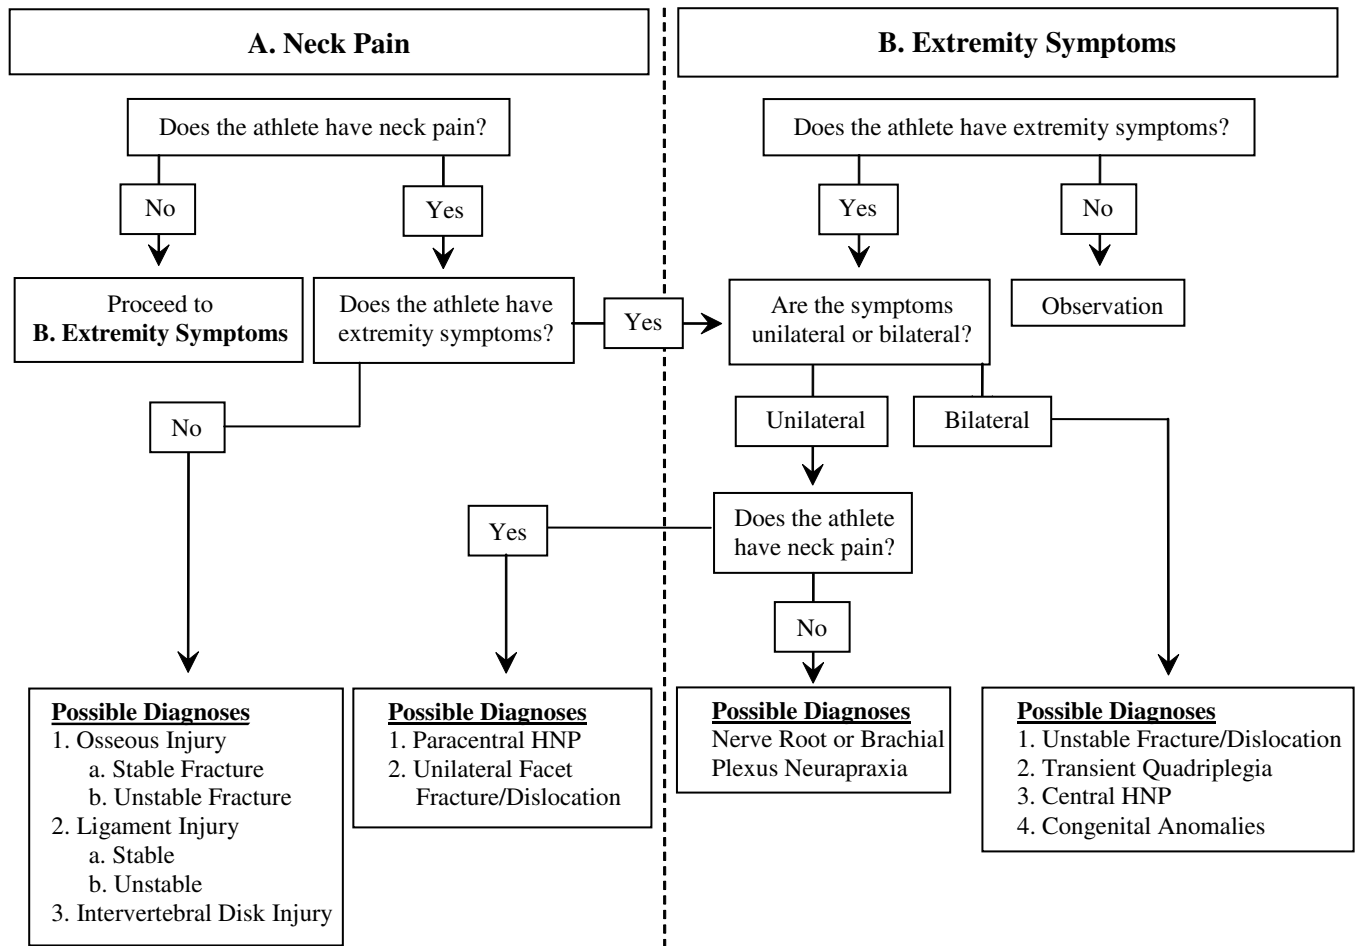 A. Neck Pain
B. Extremity Symptoms
Does the athlete have neck pain?
No
Yes
Proceed to
B. Extremity Symptoms
Does the athlete have
extremity symptoms?
Yes
No
Does the athlete have extremity symptoms?
Yes
No
Observation
Are the symptoms
unilateral or bilateral?
Unilateral
Bilateral
Does the athlete
have neck pain?
Yes
No
Possible Diagnoses
1. Osseous Injury
a. Stable Fracture
b. Unstable Fracture
2. Ligament Injury
a. Stable
b. Unstable
3. Intervertebral Disk Injury
Possible Diagnoses
1. Paracentral HNP
2. Unilateral Facet
Fracture/Dislocation
Possible Diagnoses
Nerve Root or Brachial
Plexus Neurapraxia
Possible Diagnoses
1. Unstable Fracture/Dislocation
2. Transient Quadriplegia
3. Central HNP
4. Congenital Anomalies